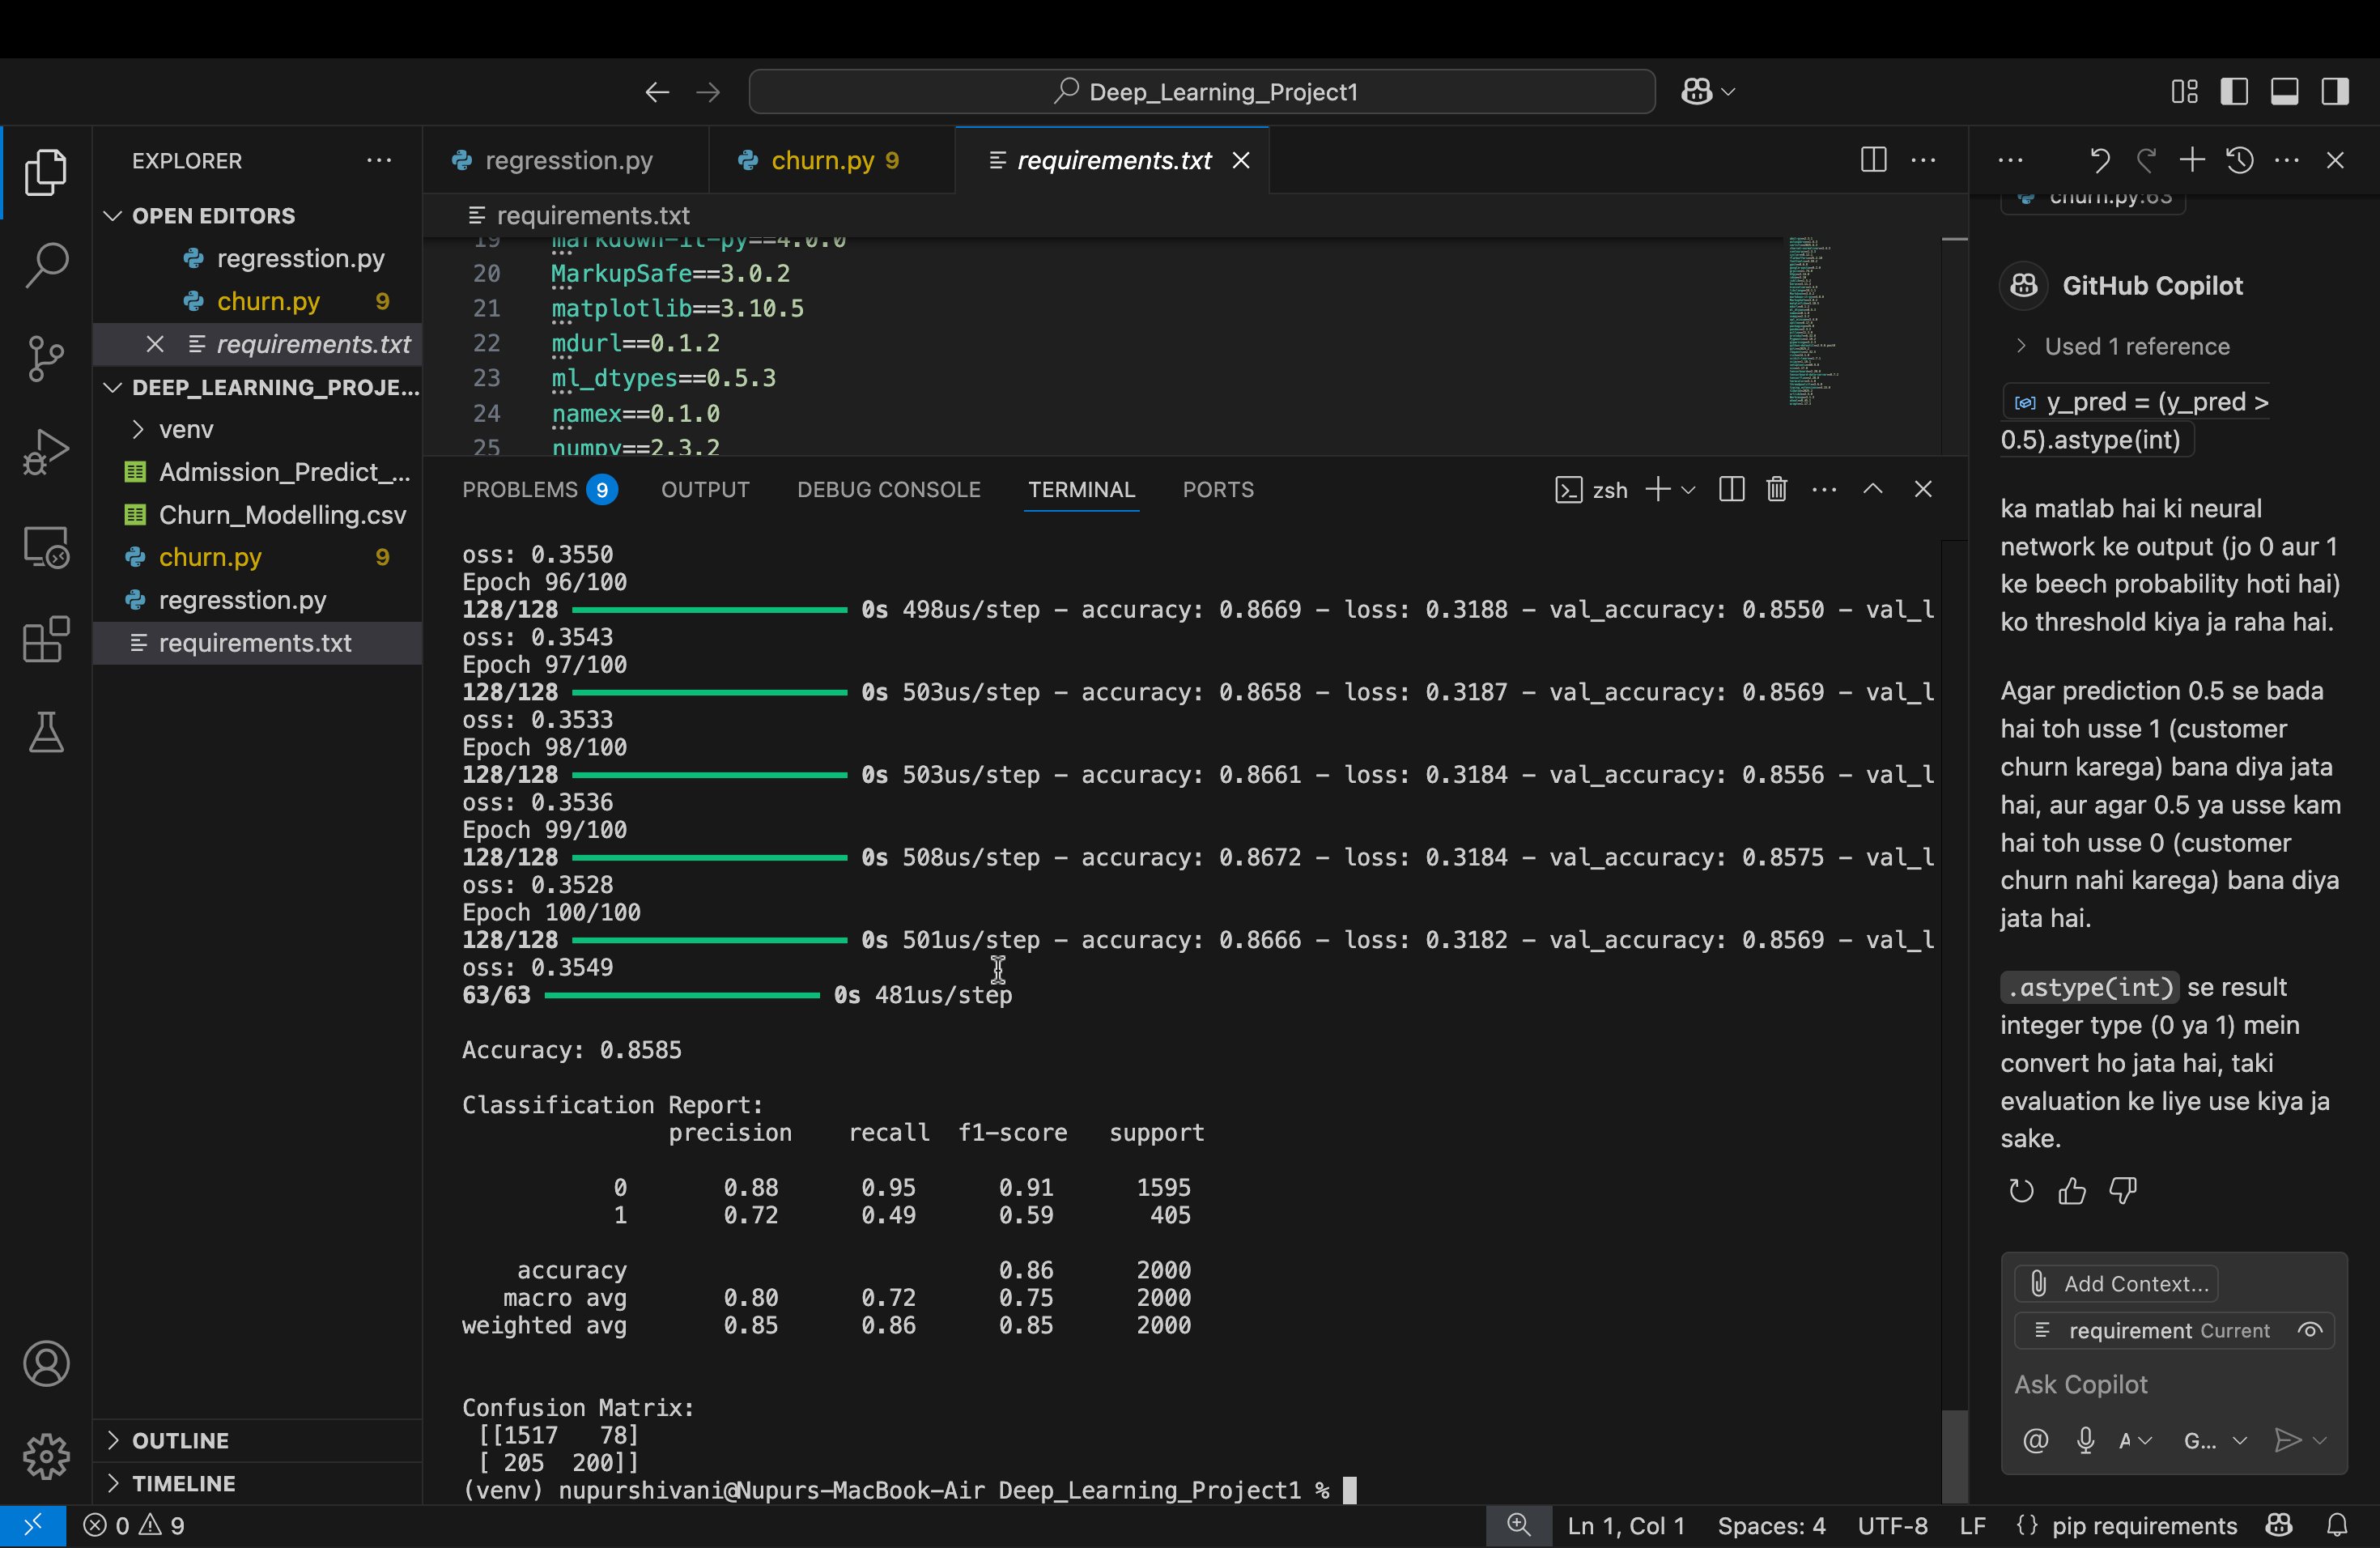 Deep_Learning_Project1
EXPLORER
OPEN EDITORS
regresstion.py
churn.py 9
requirements.txt
DEEP_LEARNING_PROJE...
venv
Admission_Predict_...
Churn_Modelling.csv
churn.py 9
regresstion.py
requirements.txt
OUTLINE
TIMELINE
regresstion.py churn.py 9 requirements.txt
requirements.txt
19 markdown-it-py==4.0.0
20 MarkupSafe==3.0.2
21 matplotlib==3.10.5
22 mdurl==0.1.2
23 ml_dtypes==0.5.3
24 namex==0.1.0
25 numpy==2.3.2
PROBLEMS 9 OUTPUT DEBUG CONSOLE TERMINAL PORTS zsh
oss: 0.3550
Epoch 96/100
128/128 0s 498us/step - accuracy: 0.8669 - loss: 0.3188 - val_accuracy: 0.8550 - val_l
oss: 0.3543
Epoch 97/100
128/128 0s 503us/step - accuracy: 0.8658 - loss: 0.3187 - val_accuracy: 0.8569 - val_l
oss: 0.3533
Epoch 98/100
128/128 0s 503us/step - accuracy: 0.8661 - loss: 0.3184 - val_accuracy: 0.8556 - val_l
oss: 0.3536
Epoch 99/100
128/128 0s 508us/step - accuracy: 0.8672 - loss: 0.3184 - val_accuracy: 0.8575 - val_l
oss: 0.3528
Epoch 100/100
128/128 0s 501us/step - accuracy: 0.8666 - loss: 0.3182 - val_accuracy: 0.8569 - val_l
oss: 0.3549
63/63 0s 481us/step
Accuracy: 0.8585
Classification Report:
precision recall f1-score support
0 0.88 0.95 0.91 1595
1 0.72 0.49 0.59 405
accuracy 0.86 2000
macro avg 0.80 0.72 0.75 2000
weighted avg 0.85 0.86 0.85 2000
Confusion Matrix:
[[1517 78]
[ 205 200]]
(venv) nupurshivani@Nupurs-MacBook-Air Deep_Learning_Project1 %
churn.py:63
GitHub Copilot
Used 1 reference
y_pred = (y_pred >
0.5).astype(int)
ka matlab hai ki neural
network ke output (jo 0 aur 1
ke beech probability hoti hai)
ko threshold kiya ja raha hai.
Agar prediction 0.5 se bada
hai toh usse 1 (customer
churn karega) bana diya jata
hai, aur agar 0.5 ya usse kam
hai toh usse 0 (customer
churn nahi karega) bana diya
jata hai.
.astype(int) se result
integer type (0 ya 1) mein
convert ho jata hai, taki
evaluation ke liye use kiya ja
sake.
Add Context...
requirement Current
Ask Copilot
@ A G...
0 9
Ln 1, Col 1 Spaces: 4 UTF-8 LF {} pip requirements